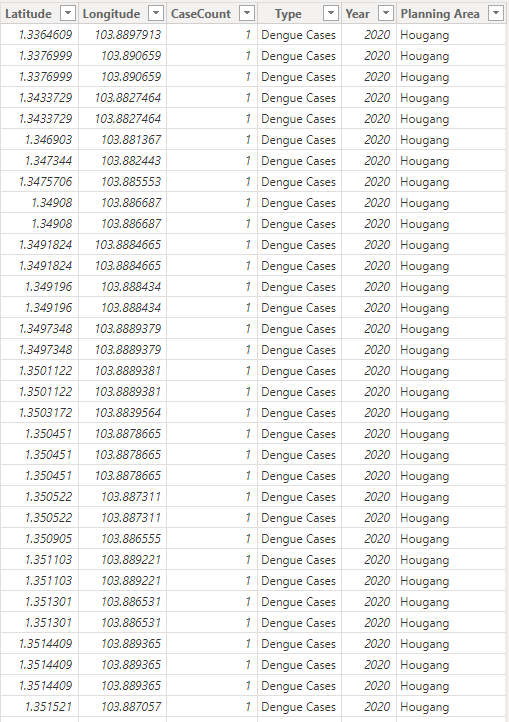 Latitude Longitude CaseCount Type Year Planning Area
1.3364609 103.8897913 1 Dengue Cases 2020 Hougang
1.3376999 103.890659 1 Dengue Cases 2020 Hougang
1.3376999 103.890659 1 Dengue Cases 2020 Hougang
1.3433729 103.8827464 1 Dengue Cases 2020 Hougang
1.3433729 103.8827464 1 Dengue Cases 2020 Hougang
1.346903 103.881367 1 Dengue Cases 2020 Hougang
1.347344 103.882443 1 Dengue Cases 2020 Hougang
1.3475706 103.885553 1 Dengue Cases 2020 Hougang
1.34908 103.886687 1 Dengue Cases 2020 Hougang
1.34908 103.886687 1 Dengue Cases 2020 Hougang
1.3491824 103.8884665 1 Dengue Cases 2020 Hougang
1.3491824 103.8884665 1 Dengue Cases 2020 Hougang
1.349196 103.888434 1 Dengue Cases 2020 Hougang
1.349196 103.888434 1 Dengue Cases 2020 Hougang
1.3497348 103.8889379 1 Dengue Cases 2020 Hougang
1.3497348 103.8889379 1 Dengue Cases 2020 Hougang
1.3501122 103.8889381 1 Dengue Cases 2020 Hougang
1.3501122 103.8889381 1 Dengue Cases 2020 Hougang
1.3503172 103.8839564 1 Dengue Cases 2020 Hougang
1.350451 103.8878665 1 Dengue Cases 2020 Hougang
1.350451 103.8878665 1 Dengue Cases 2020 Hougang
1.350451 103.8878665 1 Dengue Cases 2020 Hougang
1.350522 103.887311 1 Dengue Cases 2020 Hougang
1.350522 103.887311 1 Dengue Cases 2020 Hougang
1.350905 103.886555 1 Dengue Cases 2020 Hougang
1.351103 103.889221 1 Dengue Cases 2020 Hougang
1.351103 103.889221 1 Dengue Cases 2020 Hougang
1.351301 103.886531 1 Dengue Cases 2020 Hougang
1.351301 103.886531 1 Dengue Cases 2020 Hougang
1.3514409 103.889365 1 Dengue Cases 2020 Hougang
1.3514409 103.889365 1 Dengue Cases 2020 Hougang
1.3514409 103.889365 1 Dengue Cases 2020 Hougang
1.351521 103.887057 1 Dengue Cases 2020 Hougang